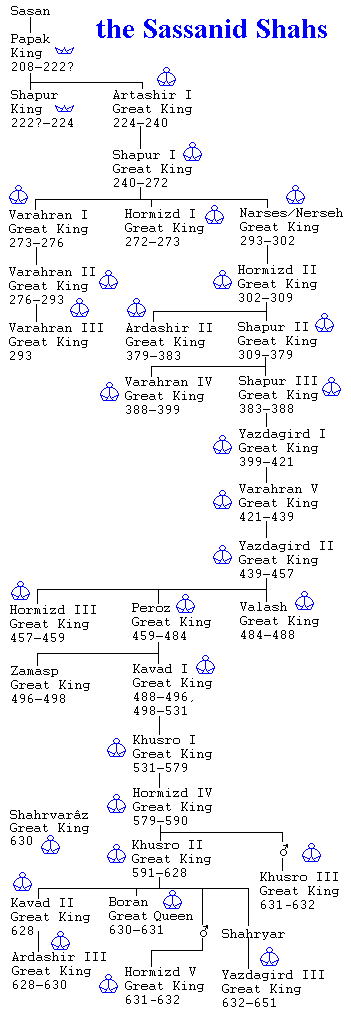 the Sassanid Shahs
Sasan
Papak
King
208–222?
Shapur
King
222?–224
Artashir I
Great King
224–240
Shapur I
Great King
240–272
Varahran I
Great King
273–276
Hormizd I
Great King
272–273
Narses/Nerseh
Great King
293–302
Varahran II
Great King
276–293
Hormizd II
Great King
302–309
Varahran III
Great King
293
Ardashir II
Great King
379–383
Shapur II
Great King
309–379
Varahran IV
Great King
388–399
Shapur III
Great King
383–388
Yazdagird I
Great King
399–421
Varahran V
Great King
421–439
Yazdagird II
Great King
439–457
Hormizd III
Great King
457–459
Peroz
Great King
459–484
Valash
Great King
484–488
Zamasp
Great King
496–498
Kavad I
Great King
488–496,
498–531
Khusro I
Great King
531–579
Hormizd IV
Great King
579–590
Shahrvarâz
Great King
630
Khusro II
Great King
591–628
♂
Khusro III
Great King
631–632
Kavad II
Great King
628
Boran
Great Queen
630–631
♂
Shahryar
Ardashir III
Great King
628–630
Hormizd V
Great King
631–632
Yazdagird III
Great King
632–651